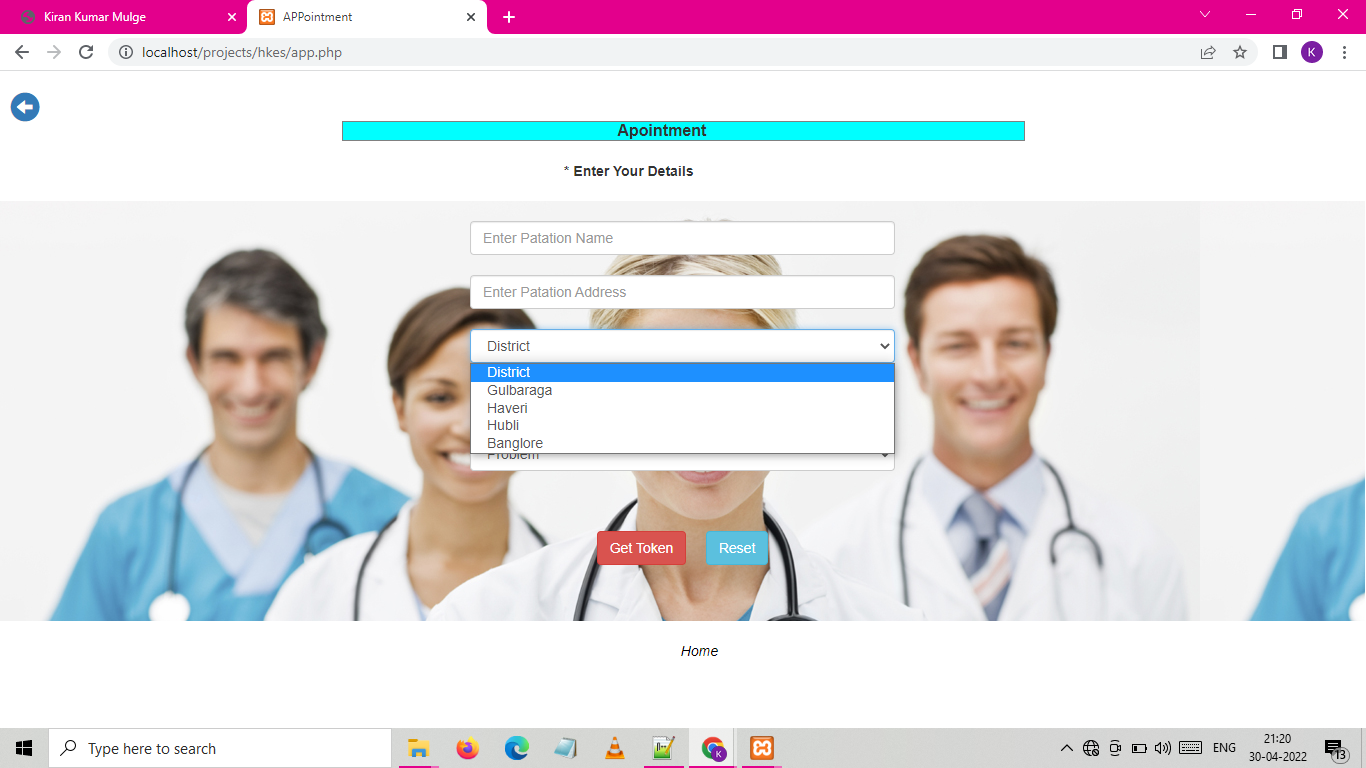 Kiran Kumar Mulge
APPointment
localhost/projects/hkes/app.php
K
Apointment
* Enter Your Details
Enter Patation Name
Enter Patation Address
District
District
Gulbaraga
Haveri
Hubli
Banglore
Problem
Get Token
Reset
Home
Type here to search
K
ENG
21:20
30-04-2022
13